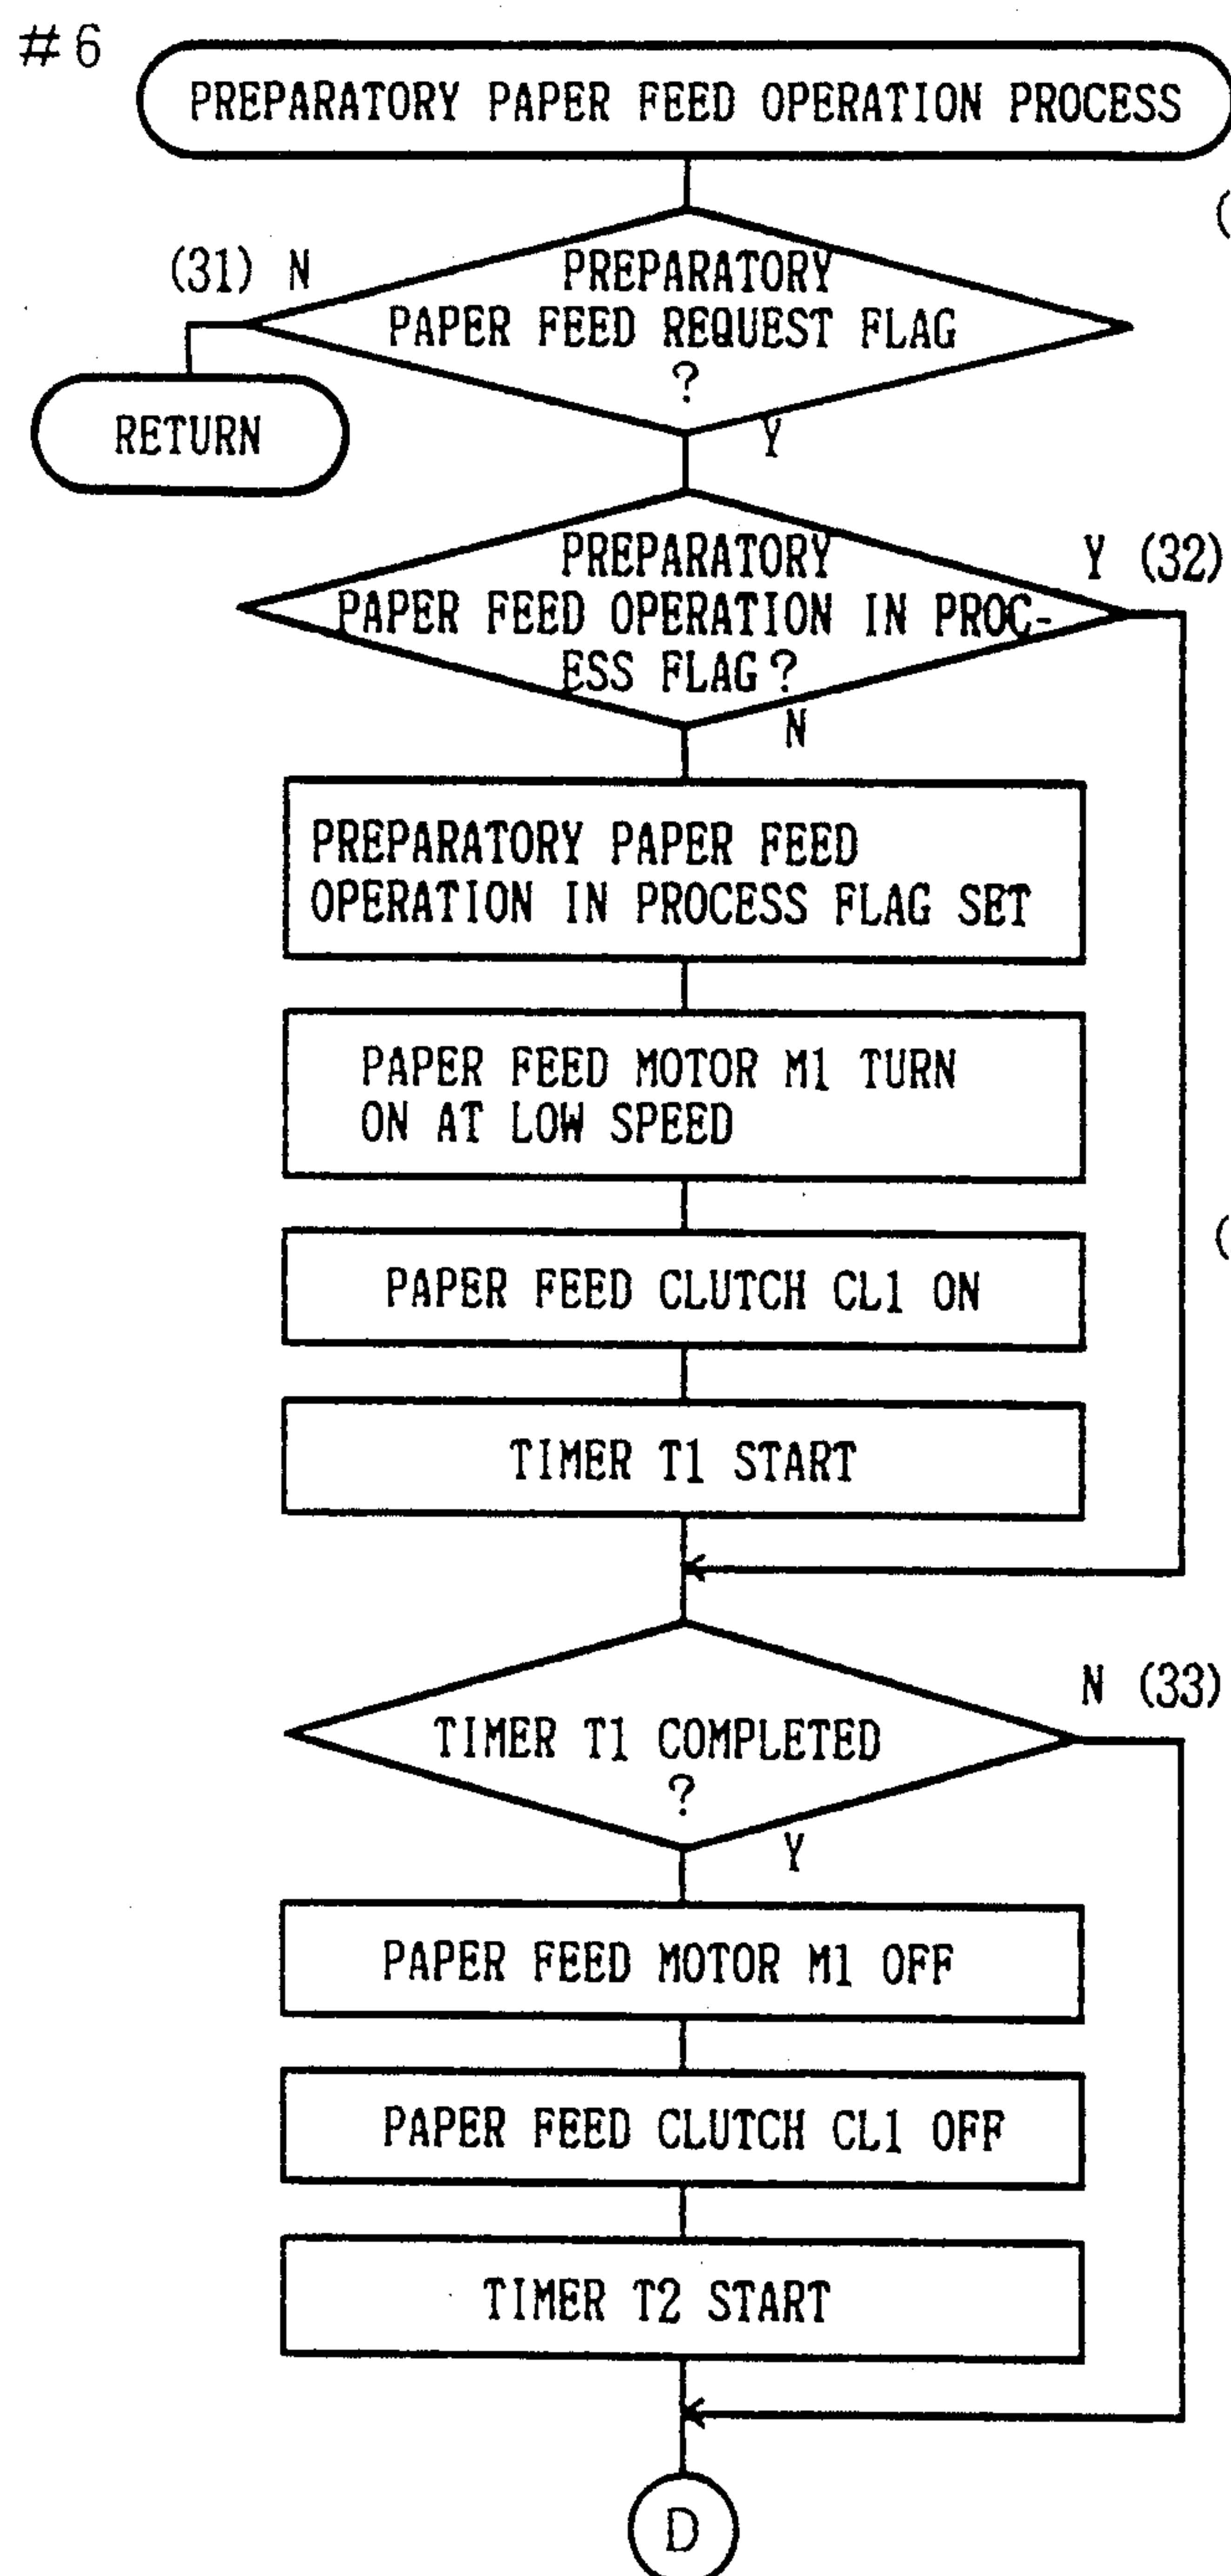 #6
PREPARATORY PAPER FEED OPERATION PROCESS
(
(31) N
PREPARATORY
PAPER FEED REQUEST FLAG
?
RETURN
Y
PREPARATORY
PAPER FEED OPERATION IN PROC-
ESS FLAG?
Y (32)
N
PREPARATORY PAPER FEED
OPERATION IN PROCESS FLAG SET
PAPER FEED MOTOR M1 TURN
ON AT LOW SPEED
(
PAPER FEED CLUTCH CL1 ON
TIMER T1 START
N (33)
TIMER T1 COMPLETED
?
Y
PAPER FEED MOTOR M1 OFF
PAPER FEED CLUTCH CL1 OFF
TIMER T2 START
D